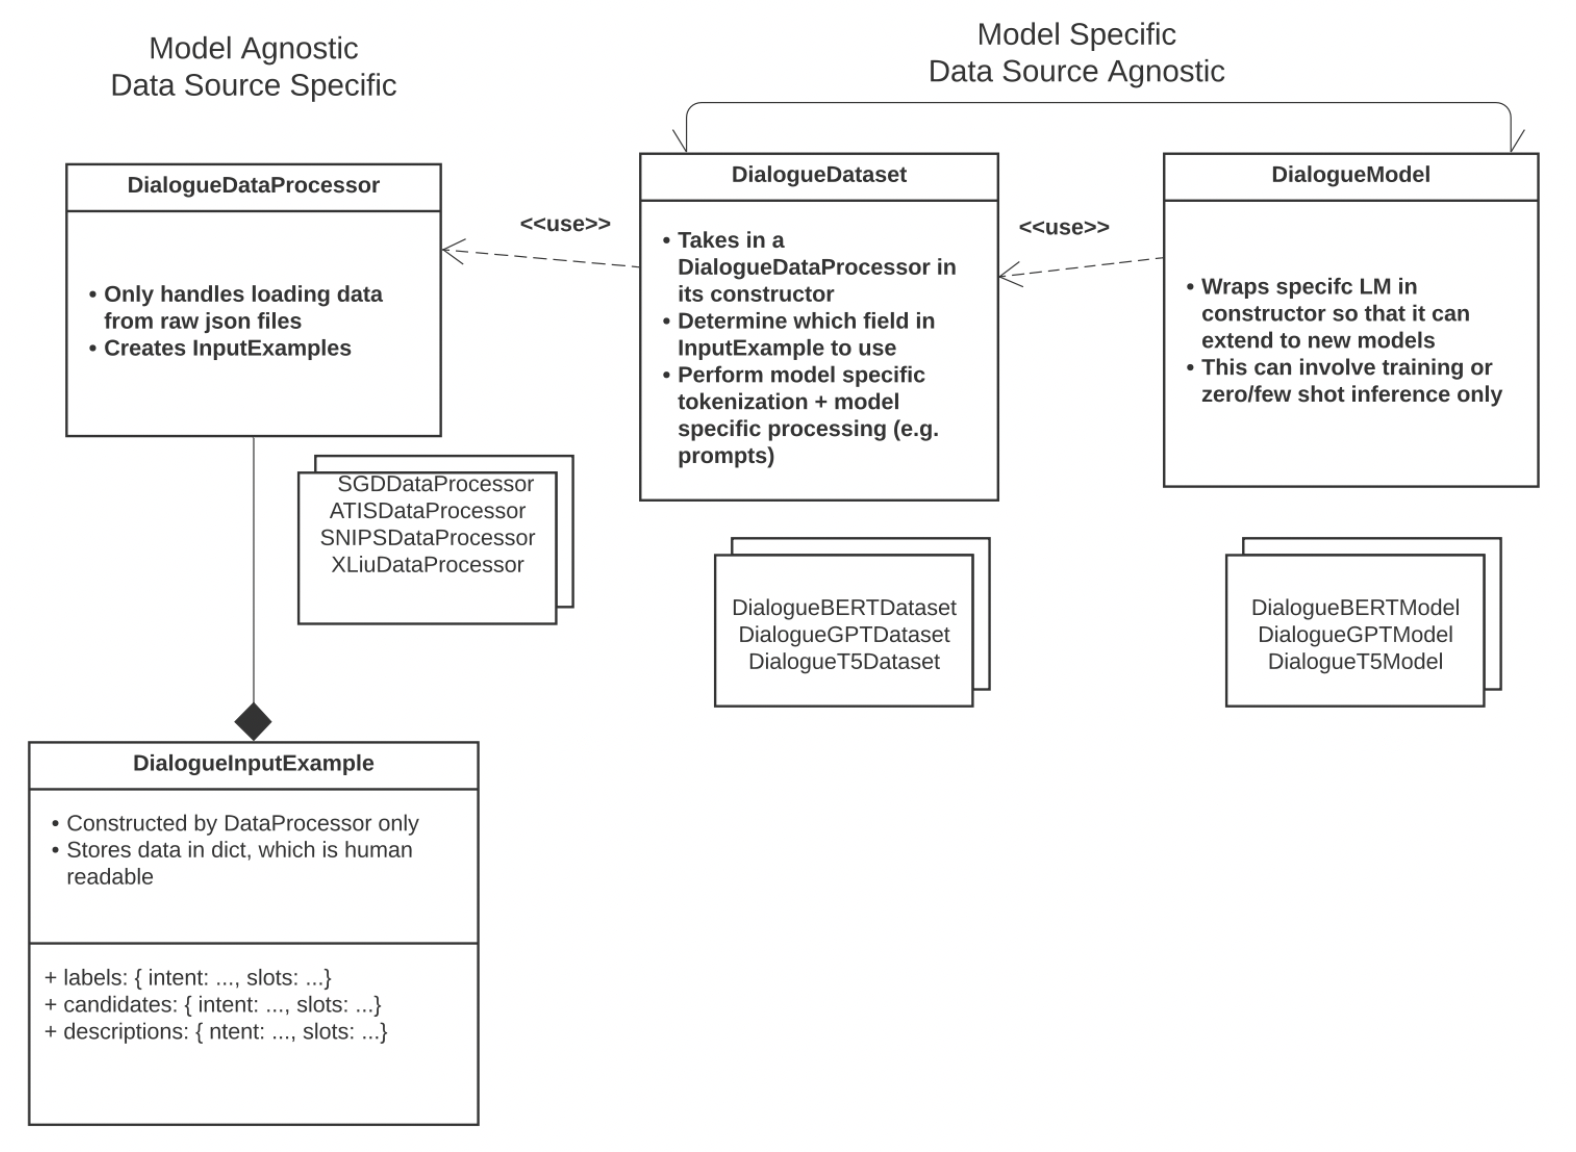 Model Agnostic
Data Source Specific
Model Specific
Data Source Agnostic
DialogueDataProcessor
• Only handles loading data
from raw json files
• Creates InputExamples
<<use>>
DialogueDataset
• Takes in a
DialogueDataProcessor in
its constructor
• Determine which field in
InputExample to use
• Perform model specific
tokenization + model
specific processing (e.g.
prompts)
<<use>>
DialogueModel
• Wraps specifc LM in
constructor so that it can
extend to new models
• This can involve training or
zero/few shot inference only
SGDDataProcessor
ATISDataProcessor
SNIPSDataProcessor
XLiuDataProcessor
DialogueBERTDataset
DialogueGPTDataset
DialogueT5Dataset
DialogueBERTModel
DialogueGPTModel
DialogueT5Model
DialogueInputExample
• Constructed by DataProcessor only
• Stores data in dict, which is human
readable
+ labels: { intent: ..., slots: ...}
+ candidates: { intent: ..., slots: ...}
+ descriptions: { ntent: ..., slots: ...}